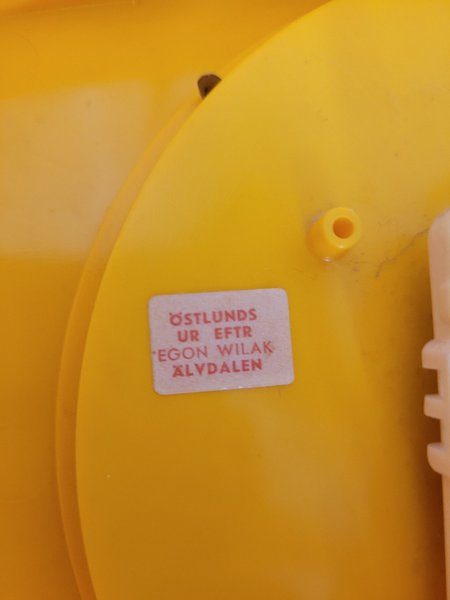 ÖSTLUNDS
UR EFTR
EGON WILAK
ÄLVDALEN